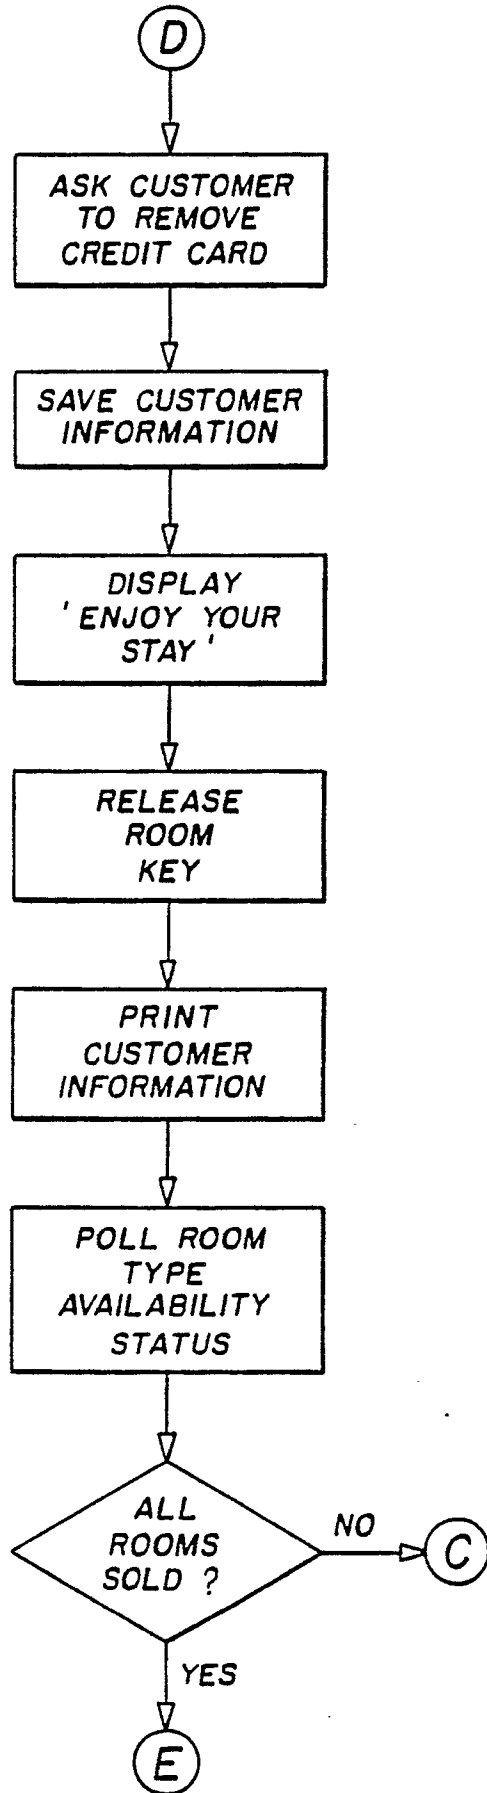 D
ASK CUSTOMER
TO REMOVE
CREDIT CARD
SAVE CUSTOMER
INFORMATION
DISPLAY
'ENJOY YOUR
STAY'
RELEASE
ROOM
KEY
PRINT
CUSTOMER
INFORMATION
POLL ROOM
TYPE
AVAILABILITY
STATUS
ALL
ROOMS
SOLD ?
NO
C
YES
E